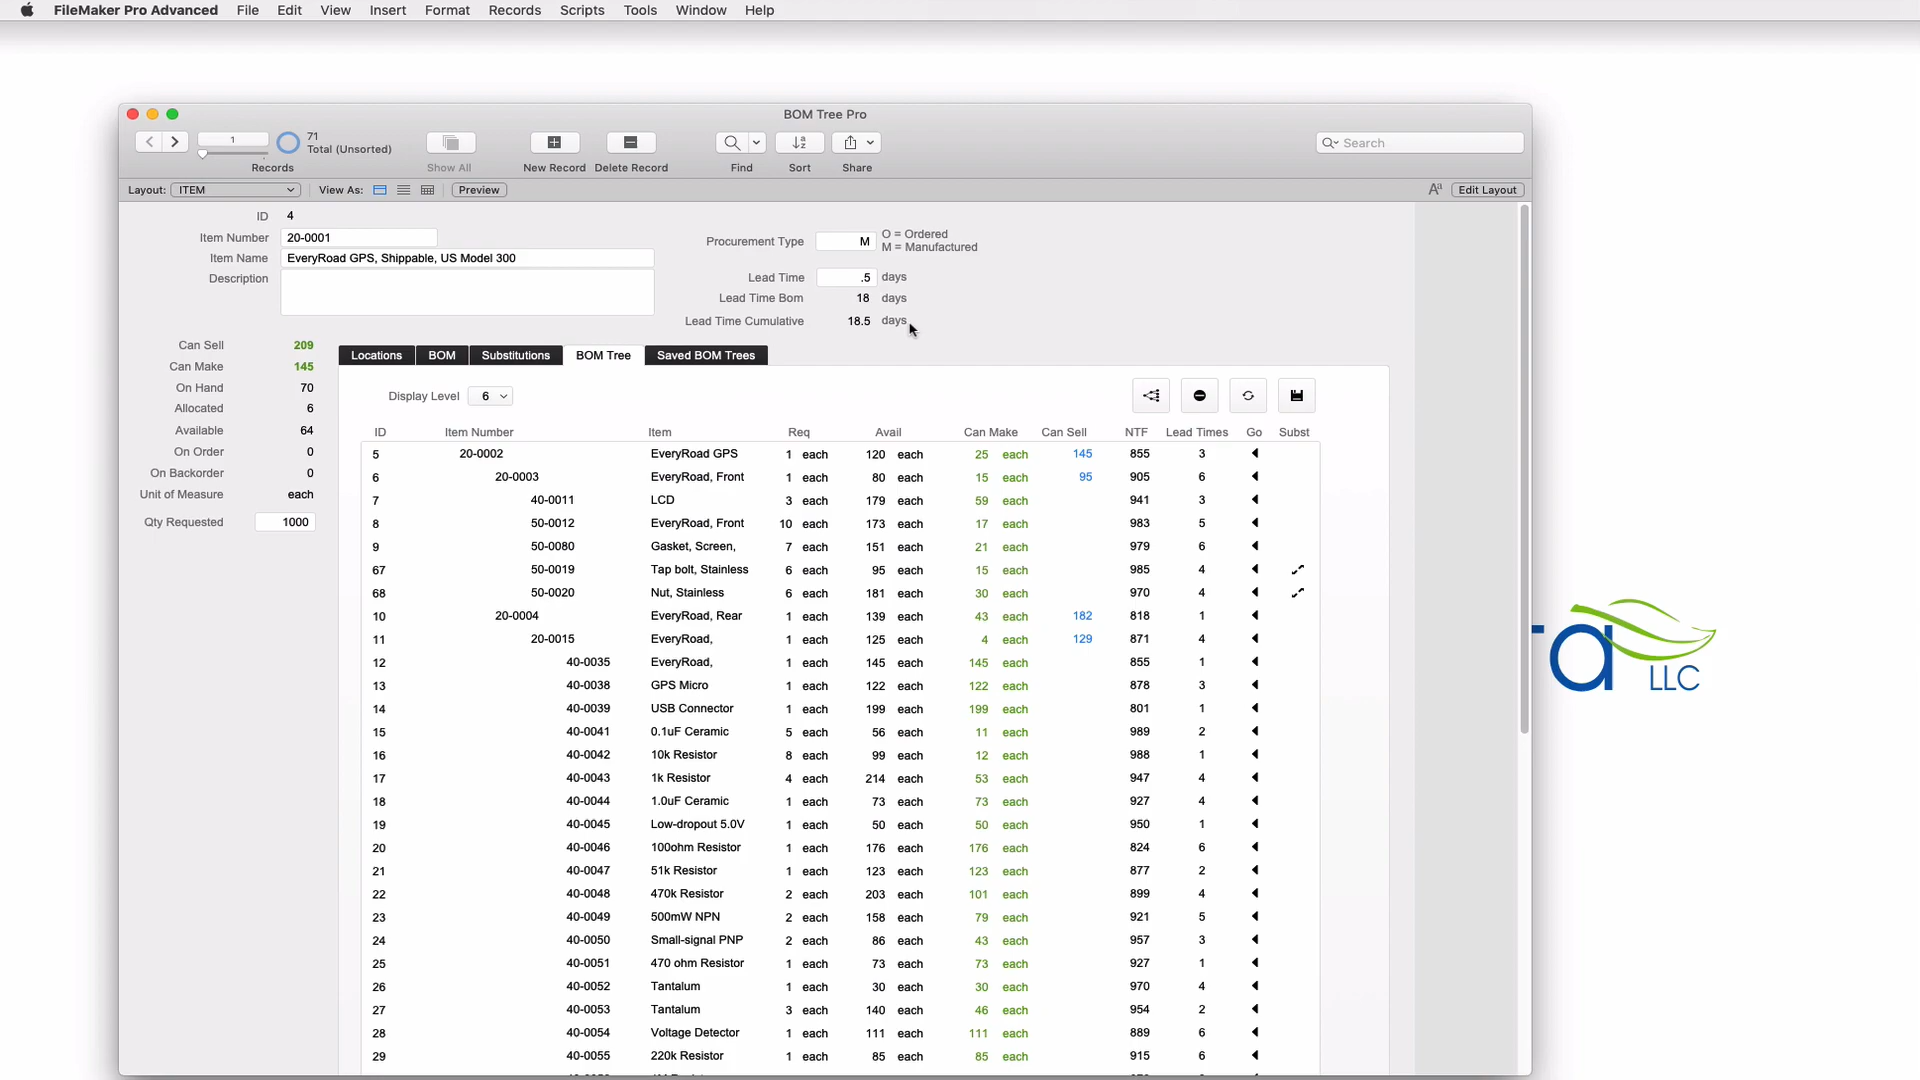 FileMaker Pro Advanced File Edit View Insert Format Records Scripts Tools Window Help
BOM Tree Pro
1
71
Total (Unsorted)
Search
Records Show All New Record Delete Record Find Sort Share
Layout: ITEM View As: Preview Aª Edit Layout
ID 4
Item Number 20-0001
Item Name EveryRoad GPS, Shippable, US Model 300
Description
Procurement Type M O = Ordered
M = Manufactured
Lead Time .5 days
Lead Time Bom 18 days
Lead Time Cumulative 18.5 days
Can Sell 209
Can Make 145
On Hand 70
Allocated 6
Available 64
On Order 0
On Backorder 0
Unit of Measure each
Qty Requested 1000
Locations BOM Substitutions BOM Tree Saved BOM Trees
Display Level 6
ID Item Number Item Req Avail Can Make Can Sell NTF Lead Times Go Subst
5 20-0002 EveryRoad GPS 1 each 120 each 25 each 145 855 3
6 20-0003 EveryRoad, Front 1 each 80 each 15 each 95 905 6
7 40-0011 LCD 3 each 179 each 59 each 941 3
8 50-0012 EveryRoad, Front 10 each 173 each 17 each 983 5
9 50-0080 Gasket, Screen, 7 each 151 each 21 each 979 6
67 50-0019 Tap bolt, Stainless 6 each 95 each 15 each 985 4
68 50-0020 Nut, Stainless 6 each 181 each 30 each 970 4
10 20-0004 EveryRoad, Rear 1 each 139 each 43 each 182 818 1
11 20-0015 EveryRoad, 1 each 125 each 4 each 129 871 4
12 40-0035 EveryRoad, 1 each 145 each 145 each 855 1
13 40-0038 GPS Micro 1 each 122 each 122 each 878 3
14 40-0039 USB Connector 1 each 199 each 199 each 801 1
15 40-0041 0.1uF Ceramic 5 each 56 each 11 each 989 2
16 40-0042 10k Resistor 8 each 99 each 12 each 988 1
17 40-0043 1k Resistor 4 each 214 each 53 each 947 4
18 40-0044 1.0uF Ceramic 1 each 73 each 73 each 927 4
19 40-0045 Low-dropout 5.0V 1 each 50 each 50 each 950 1
20 40-0046 100ohm Resistor 1 each 176 each 176 each 824 6
21 40-0047 51k Resistor 1 each 123 each 123 each 877 2
22 40-0048 470k Resistor 2 each 203 each 101 each 899 4
23 40-0049 500mW NPN 2 each 158 each 79 each 921 5
24 40-0050 Small-signal PNP 2 each 86 each 43 each 957 3
25 40-0051 470 ohm Resistor 1 each 73 each 73 each 927 1
26 40-0052 Tantalum 1 each 30 each 30 each 970 4
27 40-0053 Tantalum 3 each 140 each 46 each 954 2
28 40-0054 Voltage Detector 1 each 111 each 111 each 889 6
29 40-0055 220k Resistor 1 each 85 each 85 each 915 6
a LLC